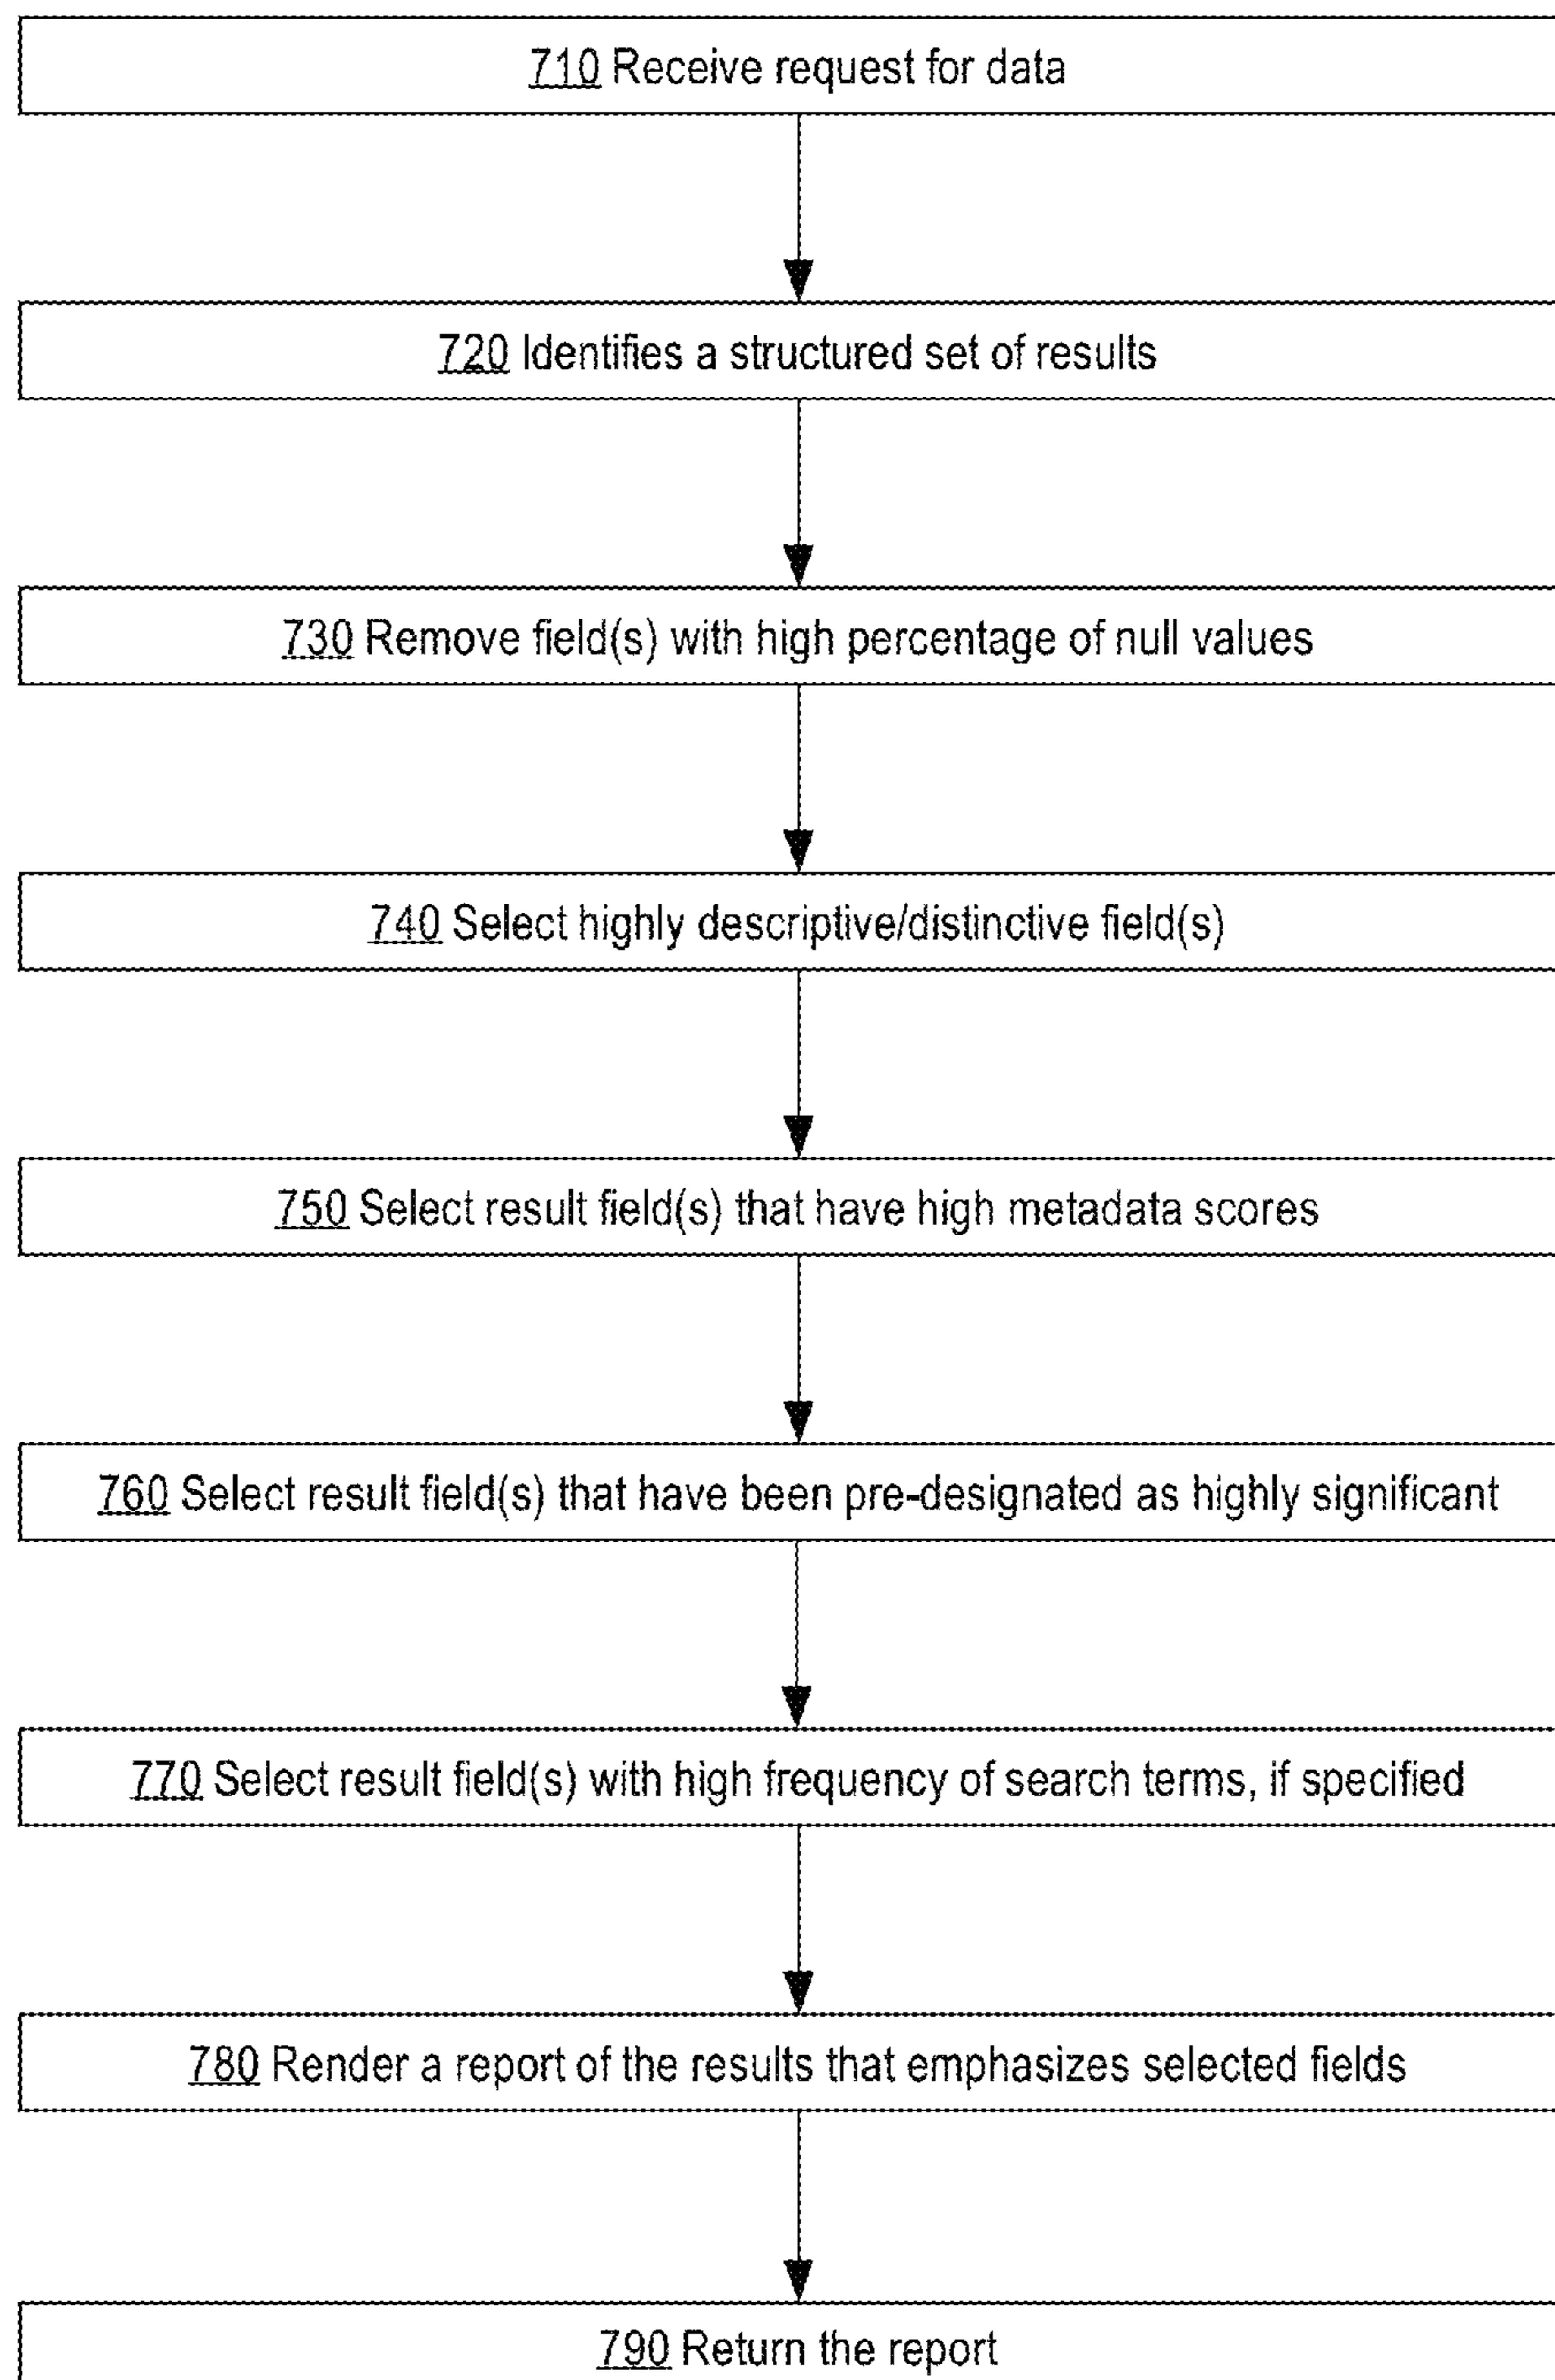 710 Receive request for data
720 Identifies a structured set of results
730 Remove field(s) with high percentage of null values
740 Select highly descriptive/distinctive field(s)
750 Select result field(s) that have high metadata scores
760 Select result field(s) that have been pre-designated as highly significant
770 Select result field(s) with high frequency of search terms, if specified
780 Render a report of the results that emphasizes selected fields
790 Return the report